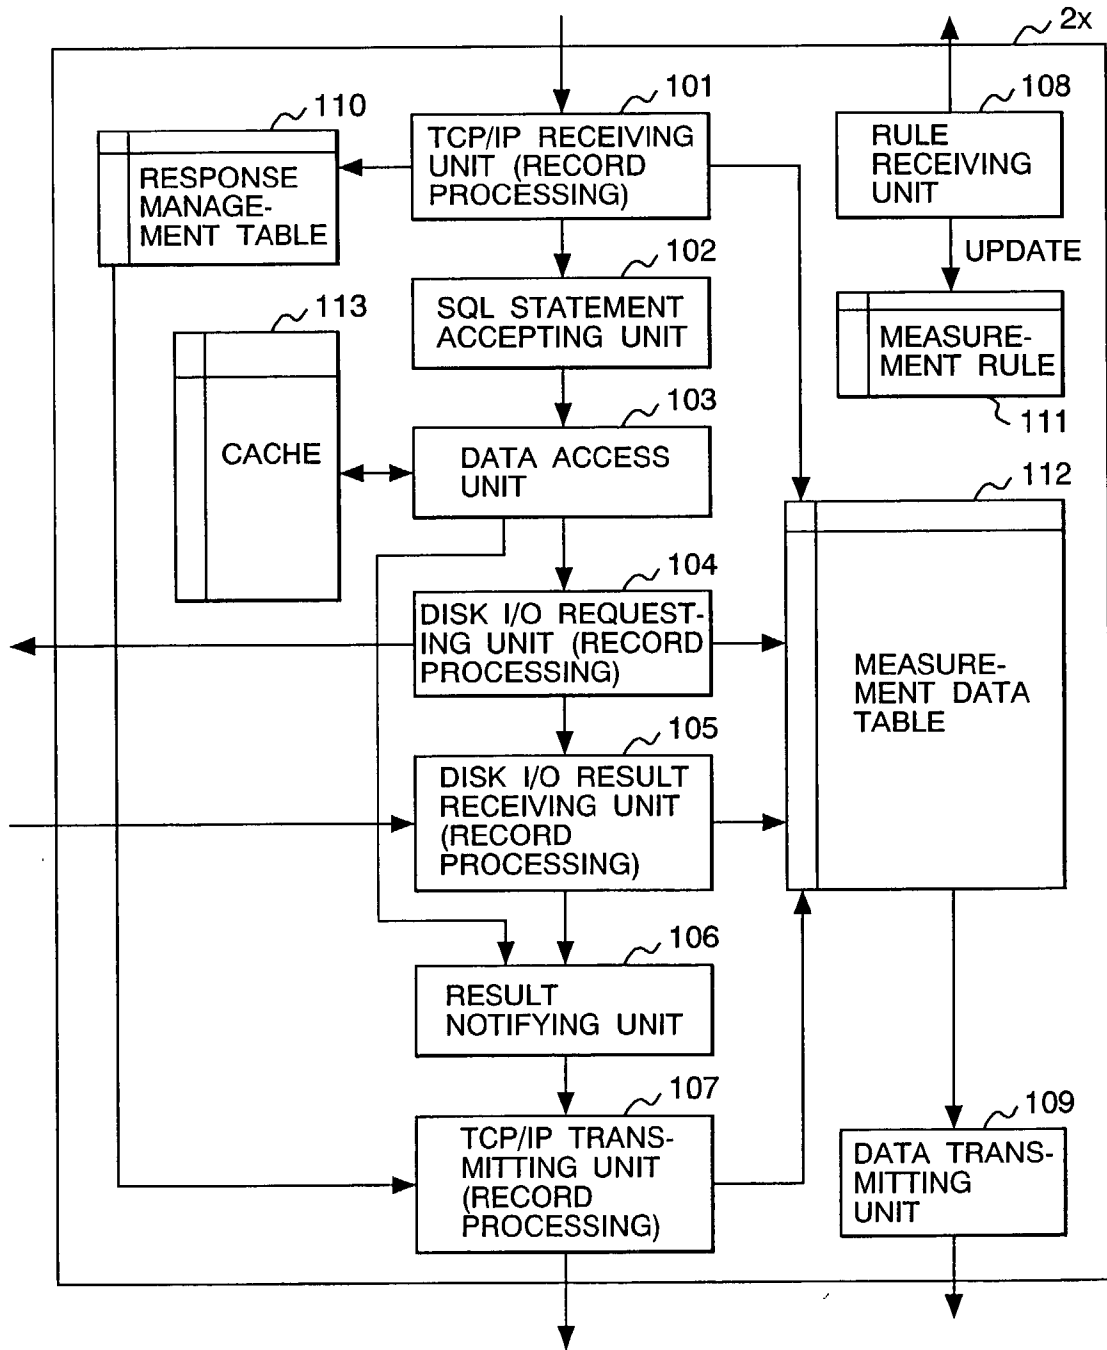 2x
101
TCP/IP RECEIVING
UNIT (RECORD
PROCESSING)
108
RULE
RECEIVING
UNIT
110
RESPONSE
MANAGE-
MENT TABLE
UPDATE
102
SQL STATEMENT
ACCEPTING UNIT
113
CACHE
MEASURE-
MENT RULE
111
103
DATA ACCESS
UNIT
112
MEASURE-
MENT DATA
TABLE
104
DISK I/O REQUEST-
ING UNIT (RECORD
PROCESSING)
105
DISK I/O RESULT
RECEIVING UNIT
(RECORD
PROCESSING)
106
RESULT
NOTIFYING UNIT
107
TCP/IP TRANS-
MITTING UNIT
(RECORD
PROCESSING)
109
DATA TRANS-
MITTING
UNIT